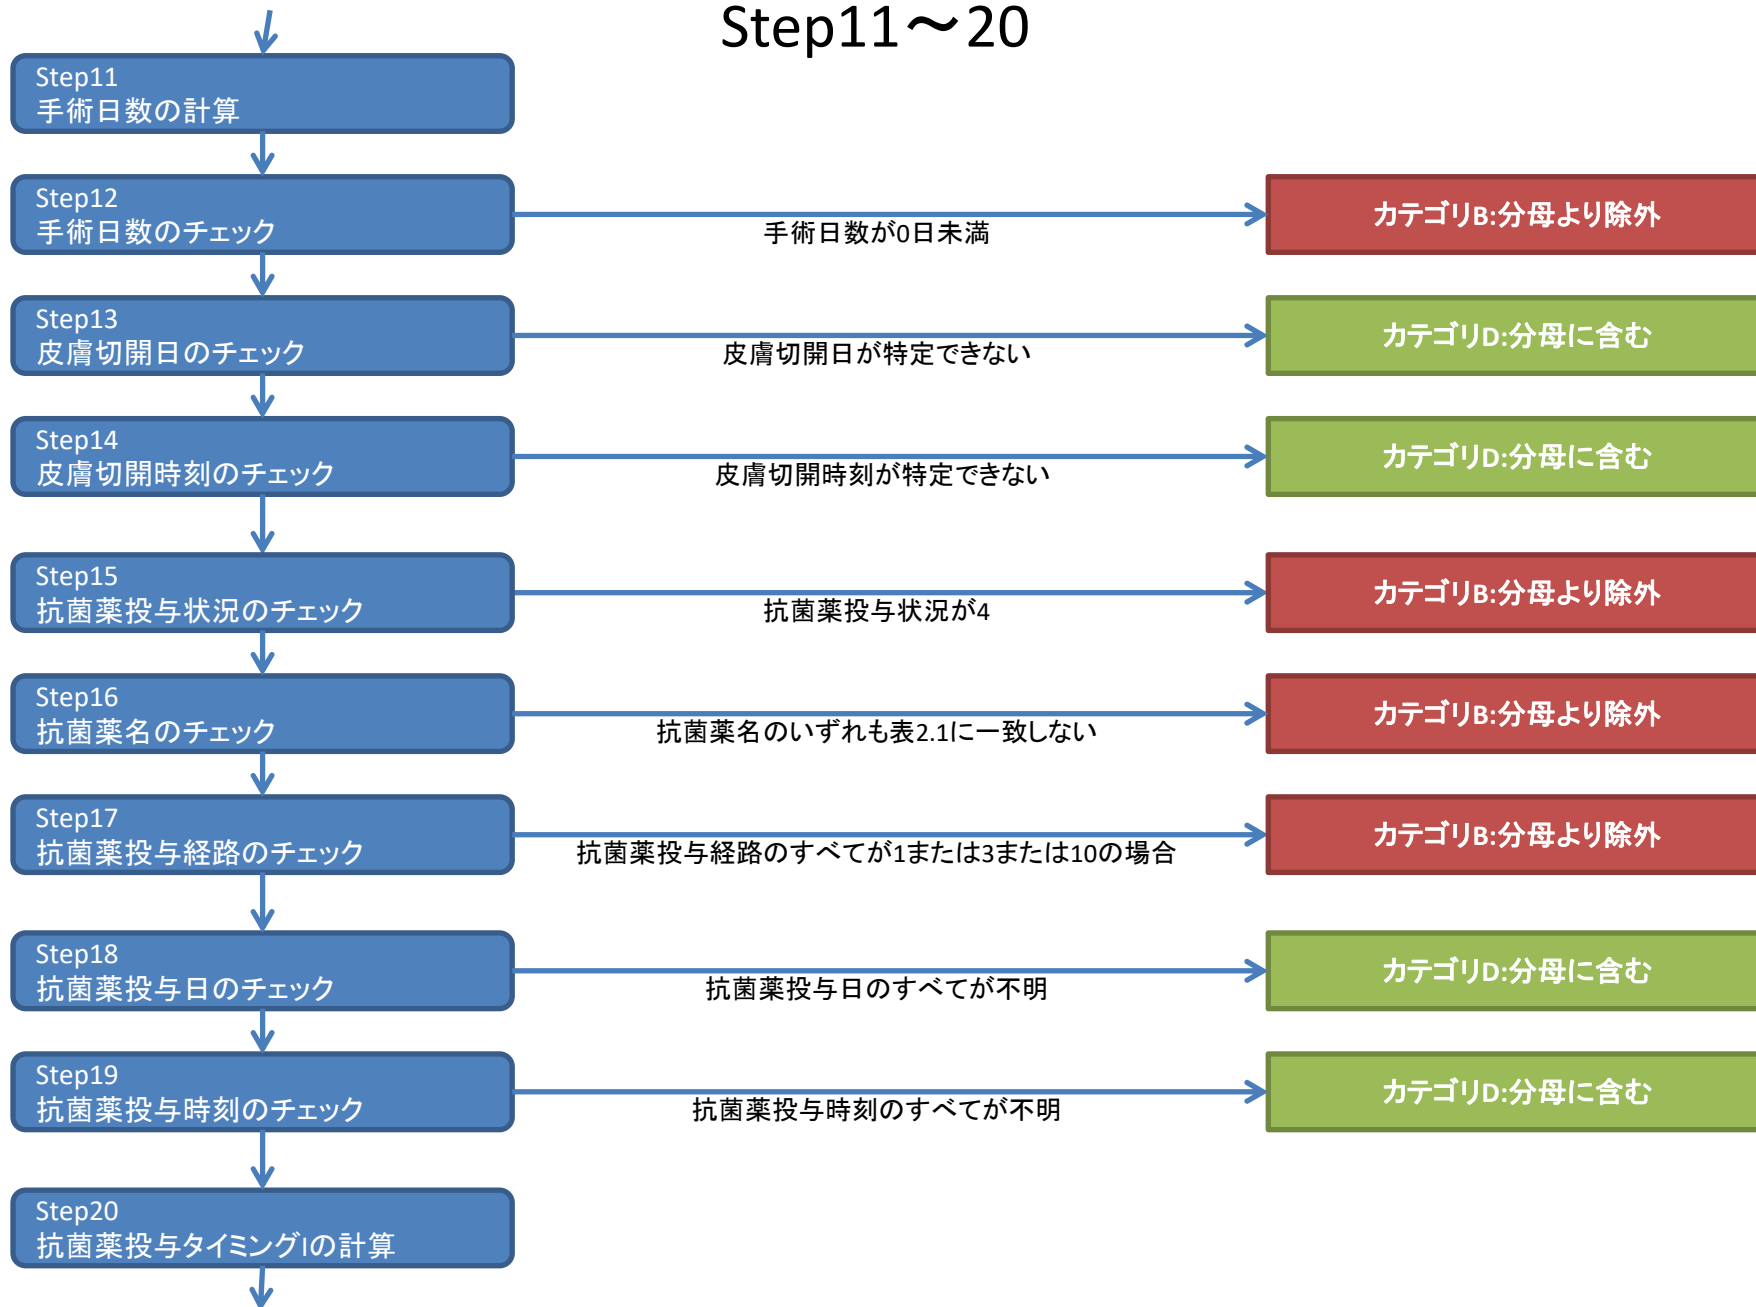 Step11～20
Step11
手術日数の計算
Step12
手術日数のチェック
手術日数が0日未満
カテゴリB:分母より除外
Step13
皮膚切開日のチェック
皮膚切開日が特定できない
カテゴリD:分母に含む
Step14
皮膚切開時刻のチェック
皮膚切開時刻が特定できない
カテゴリD:分母に含む
Step15
抗菌薬投与状況のチェック
抗菌薬投与状況が4
カテゴリB:分母より除外
Step16
抗菌薬名のチェック
抗菌薬名のいずれも表2.1に一致しない
カテゴリB:分母より除外
Step17
抗菌薬投与経路のチェック
抗菌薬投与経路のすべてが1または3または10の場合
カテゴリB:分母より除外
Step18
抗菌薬投与日のチェック
抗菌薬投与日のすべてが不明
カテゴリD:分母に含む
Step19
抗菌薬投与時刻のチェック
抗菌薬投与時刻のすべてが不明
カテゴリD:分母に含む
Step20
抗菌薬投与タイミングIの計算